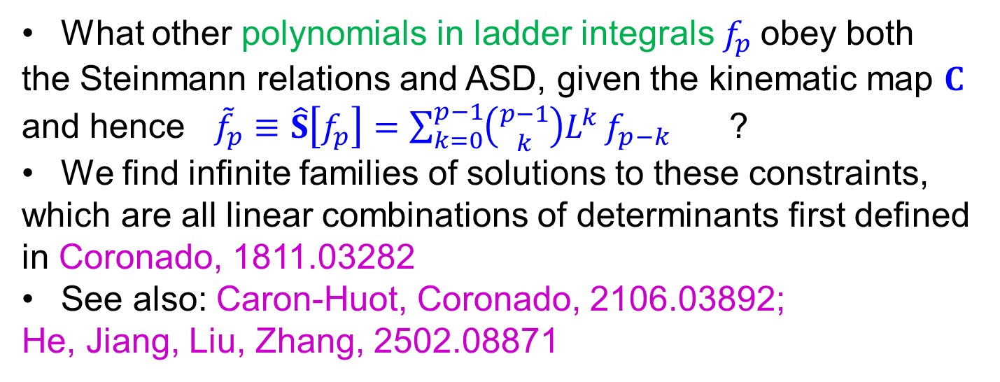 • What other polynomials in ladder integrals $f_p$ obey both
the Steinmann relations and ASD, given the kinematic map $\mathbf{C}$
and hence $\tilde{f}_p \equiv \hat{\mathbf{S}}[f_p] = \sum_{k=0}^{p-1} \binom{p-1}{k} L^k f_{p-k}$ ?
• We find infinite families of solutions to these constraints,
which are all linear combinations of determinants first defined
in Coronado, 1811.03282
• See also: Caron-Huot, Coronado, 2106.03892;
He, Jiang, Liu, Zhang, 2502.08871